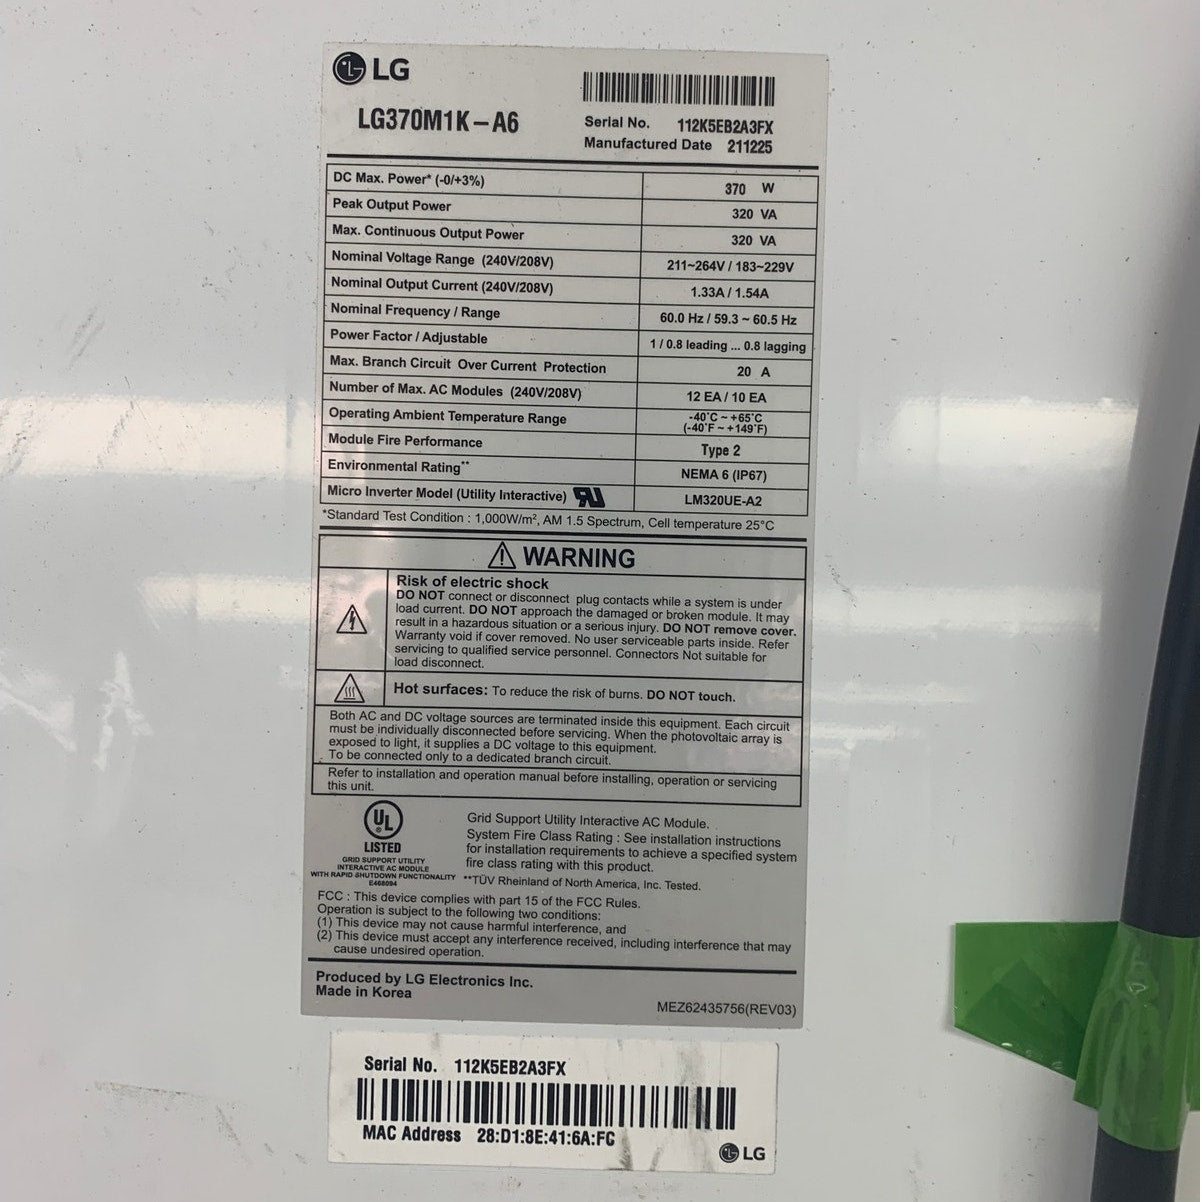 LG
LG370M1K-A6
Serial No. 112K5EB2A3FX
Manufactured Date 211225
DC Max. Power* (-0/+3%) 370 W
Peak Output Power 320 VA
Max. Continuous Output Power 320 VA
Nominal Voltage Range (240V/208V) 211~264V / 183~229V
Nominal Output Current (240V/208V) 1.33A / 1.54A
Nominal Frequency / Range 60.0 Hz / 59.3 ~ 60.5 Hz
Power Factor / Adjustable 1 / 0.8 leading ... 0.8 lagging
Max. Branch Circuit Over Current Protection 20 A
Number of Max. AC Modules (240V/208V) 12 EA / 10 EA
Operating Ambient Temperature Range -40˚C ~ +65˚C
(-40˚F ~ +149˚F)
Module Fire Performance Type 2
Environmental Rating** NEMA 6 (IP67)
Micro Inverter Model (Utility Interactive) LM320UE-A2
*Standard Test Condition : 1,000W/m², AM 1.5 Spectrum, Cell temperature 25°C
WARNING
Risk of electric shock
DO NOT connect or disconnect plug contacts while a system is under
load current. DO NOT approach the damaged or broken module. It may
result in a hazardous situation or a serious injury. DO NOT remove cover.
Warranty void if cover removed. No user serviceable parts inside. Refer
servicing to qualified service personnel. Connectors Not suitable for
load disconnect.
Hot surfaces: To reduce the risk of burns. DO NOT touch.
Both AC and DC voltage sources are terminated inside this equipment. Each circuit
must be individually disconnected before servicing. When the photovoltaic array is
exposed to light, it supplies a DC voltage to this equipment.
To be connected only to a dedicated branch circuit.
Refer to installation and operation manual before installing, operation or servicing
this unit.
UL
LISTED
GRID SUPPORT UTILITY
INTERACTIVE AC MODULE
WITH RAPID SHUTDOWN FUNCTIONALITY
E468094
Grid Support Utility Interactive AC Module.
System Fire Class Rating : See installation instructions
for installation requirements to achieve a specified system
fire class rating with this product.
**TÜV Rheinland of North America, Inc. Tested.
FCC : This device complies with part 15 of the FCC Rules.
Operation is subject to the following two conditions:
(1) This device may not cause harmful interference, and
(2) This device must accept any interference received, including interference that may
cause undesired operation.
Produced by LG Electronics Inc.
Made in Korea
MEZ62435756(REV03)
Serial No. 112K5EB2A3FX
MAC Address 28:D1:8E:41:6A:FC
LG